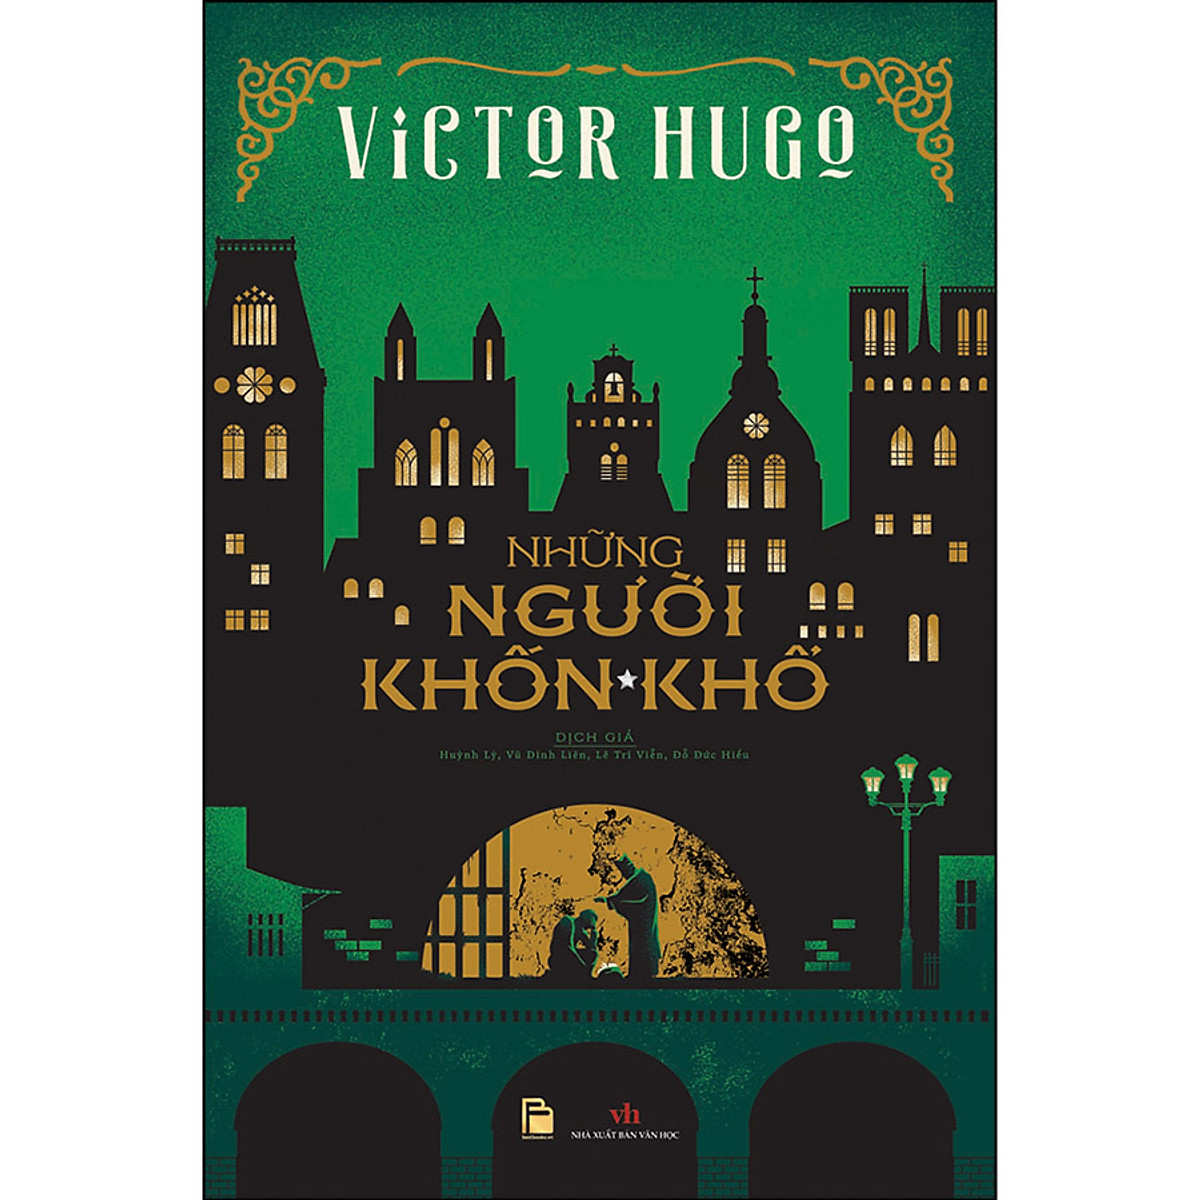 VICTOR HUGO
NHỮNG
NGƯỜI
KHỐN★KHỔ
DỊCH GIẢ
Huỳnh Lý, Vũ Đình Liên, Lê Trí Viễn, Đỗ Đức Hiểu
vh
NHÀ XUẤT BẢN VĂN HỌC